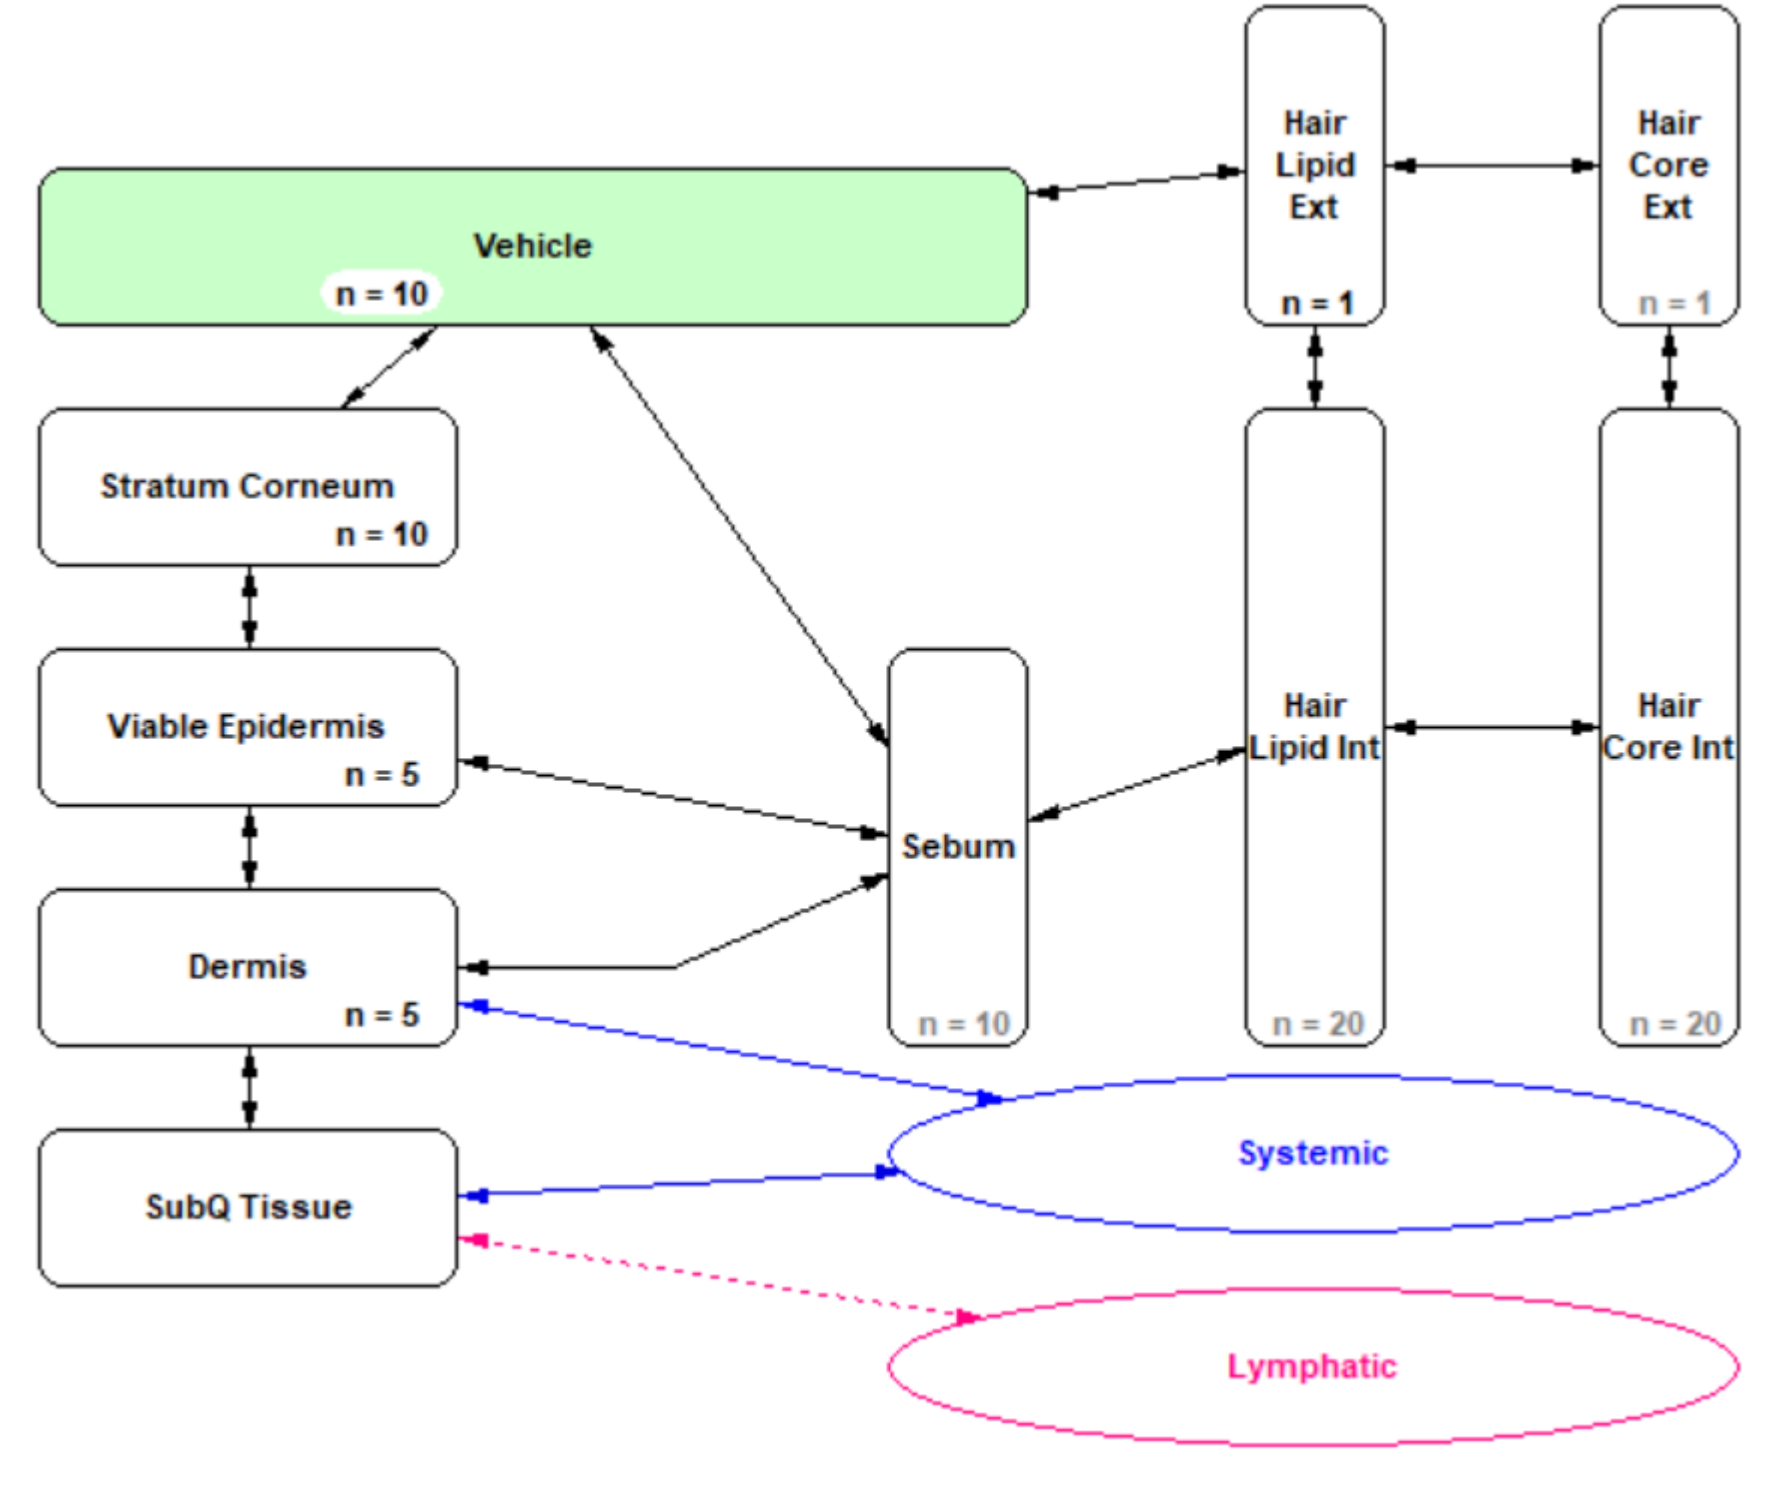 Hair
Lipid
Ext
n = 1
Hair
Core
Ext
n = 1
Vehicle
n = 10
Stratum Corneum
n = 10
Viable Epidermis
n = 5
Sebum
n = 10
Hair
Lipid Int
n = 20
Hair
Core Int
n = 20
Dermis
n = 5
Systemic
SubQ Tissue
Lymphatic